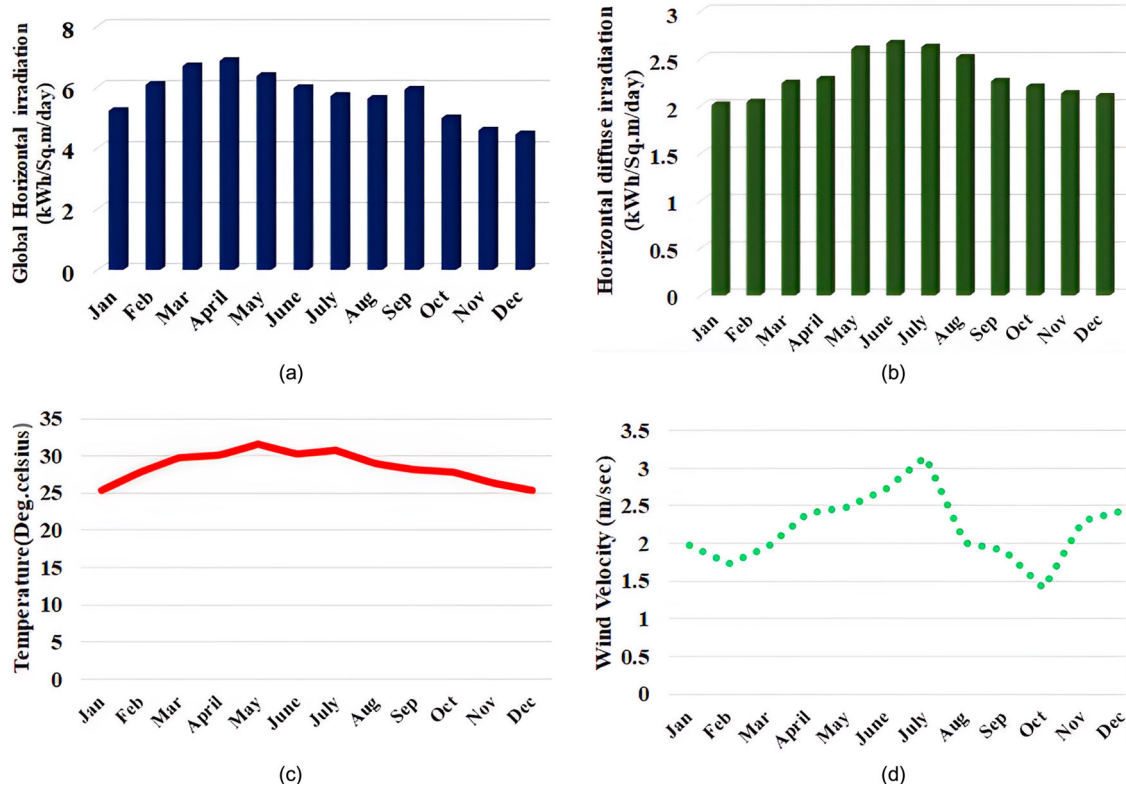 Global Horizontal irradiation
(kWh/Sq.m/day)
8
6
4
2
0
Jan
Feb
Mar
April
May
June
July
Aug
Sep
Oct
Nov
Dec
(a)
Horizontal diffuse irradiation
(kWh/Sq.m/day)
3
2.5
2
1.5
1
0.5
0
Jan
Feb
Mar
April
May
June
July
Aug
Sep
Oct
Nov
Dec
(b)
Temperature(Deg.celsius)
35
30
25
20
15
10
5
0
Jan
Feb
Mar
April
May
June
July
Aug
Sep
Oct
Nov
Dec
(c)
Wind Velocity (m/sec)
3.5
3
2.5
2
1.5
1
0.5
0
Jan
Feb
Mar
April
May
June
July
Aug
Sep
Oct
Nov
Dec
(d)